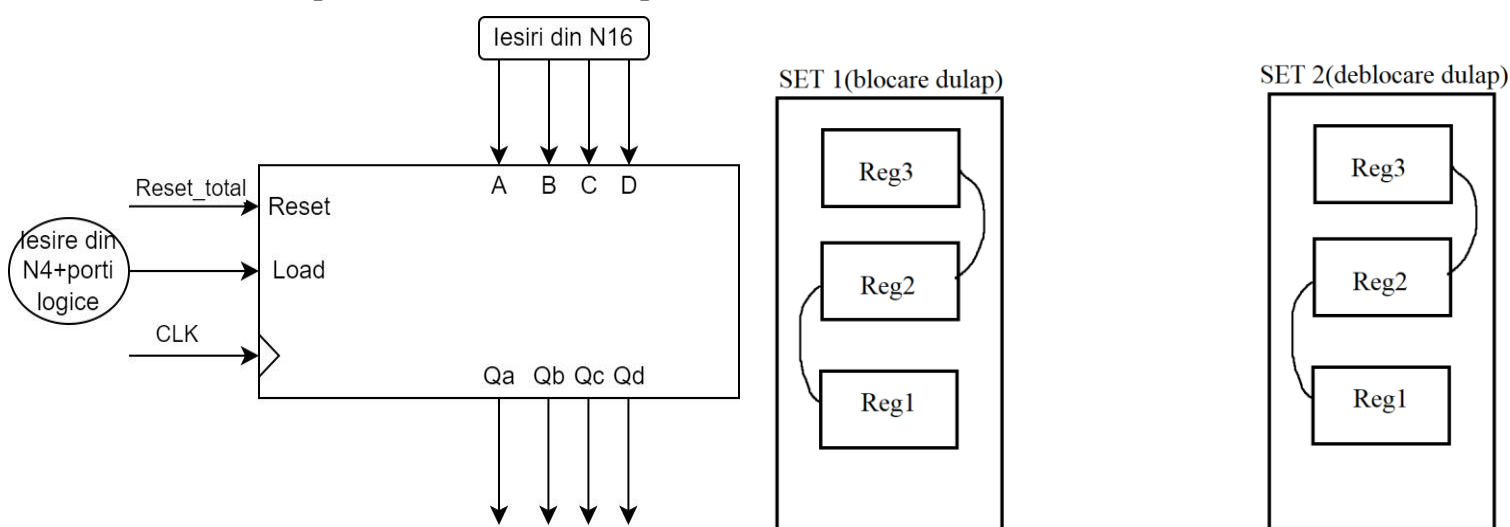 Iesiri din N16
A B C D
Reset_total
Reset
Iesire din
N4+porti
logice
Load
CLK
Qa Qb Qc Qd
SET 1(blocare dulap)
Reg3
Reg2
Reg1
SET 2(deblocare dulap)
Reg3
Reg2
Reg1